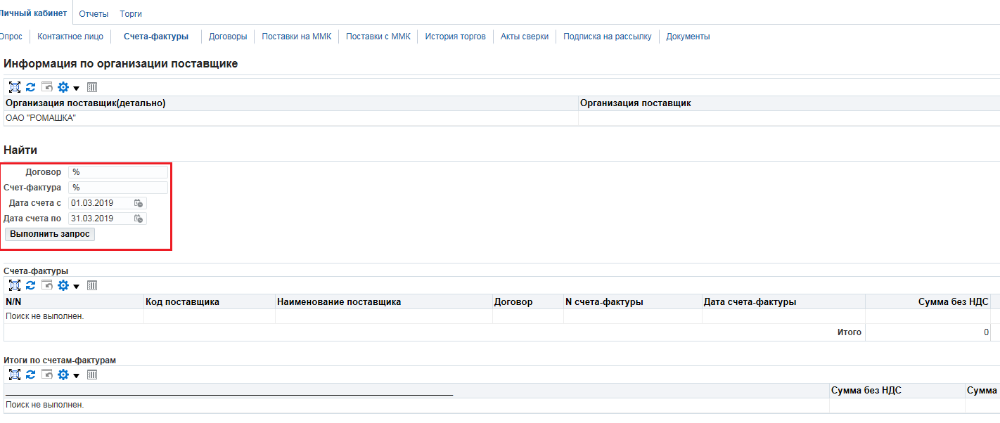 Личный кабинет Отчеты Торги
Опрос Контактное лицо Счета-фактуры Договоры Поставки на ММК Поставки с ММК История торгов Акты сверки Подписка на рассылку Документы
Информация по организации поставщике
Организация поставщик(детально) Организация поставщик
ОАО "РОМАШКА"
Найти
Договор %
Счет-фактура %
Дата счета с 01.03.2019
Дата счета по 31.03.2019
Выполнить запрос
Счета-фактуры
N/N Код поставщика Наименование поставщика Договор N счета-фактуры Дата счета-фактуры Сумма без НДС
Поиск не выполнен.
Итого 0
Итоги по счетам-фактурам
Сумма без НДС Сумма
Поиск не выполнен.